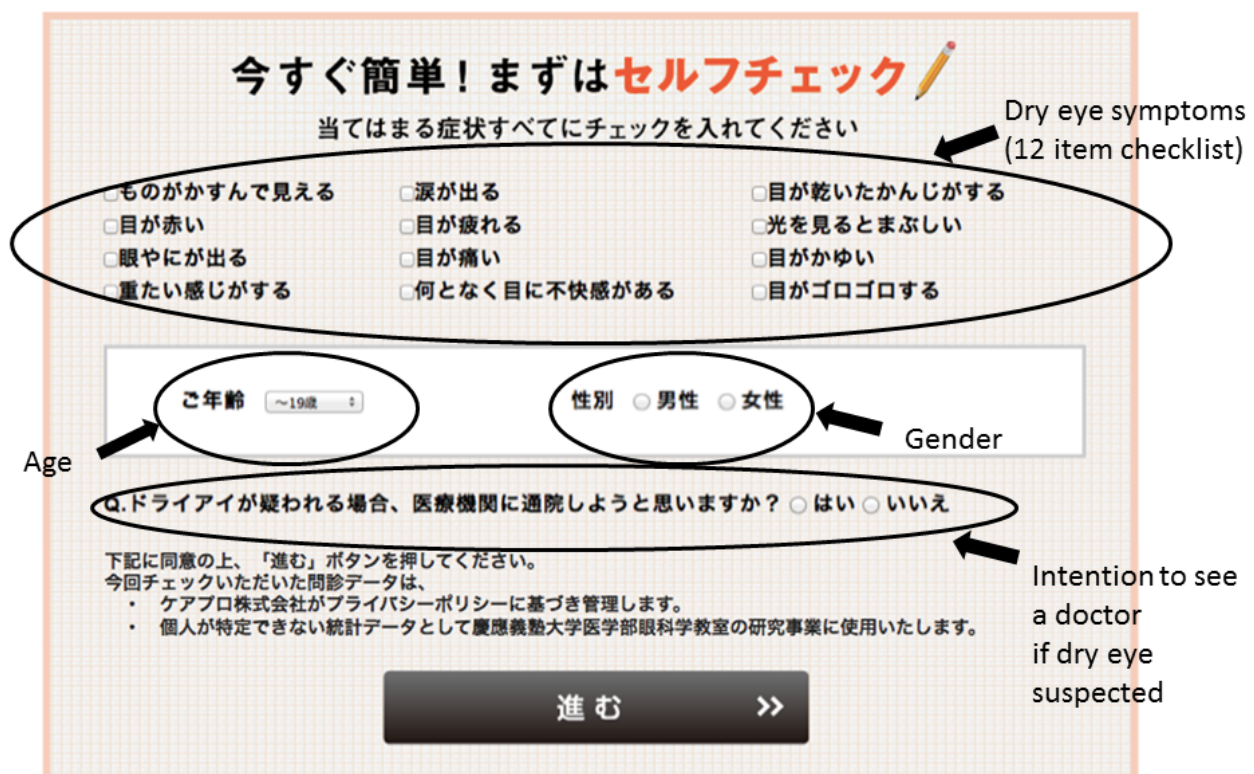 今すぐ簡単！まずはセルフチェック
当てはまる症状すべてにチェックを入れてください
Dry eye symptoms
(12 item checklist)
ものがかすんで見える 涙が出る 目が乾いたかんじがする
目が赤い 目が疲れる 光を見るとまぶしい
眼やにが出る 目が痛い 目がかゆい
重たい感じがする 何となく目に不快感がある 目がゴロゴロする
ご年齢 〜19歳 性別 男性 女性
Age
Gender
Q.ドライアイが疑われる場合、医療機関に通院しようと思いますか？ はい いいえ
下記に同意の上、「進む」ボタンを押してください。
今回チェックいただいた問診データは、
・ ケアプロ株式会社がプライバシーポリシーに基づき管理します。
・ 個人が特定できない統計データとして慶應義塾大学医学部眼科学教室の研究事業に使用いたします。
Intention to see
a doctor
if dry eye
suspected
進む >>